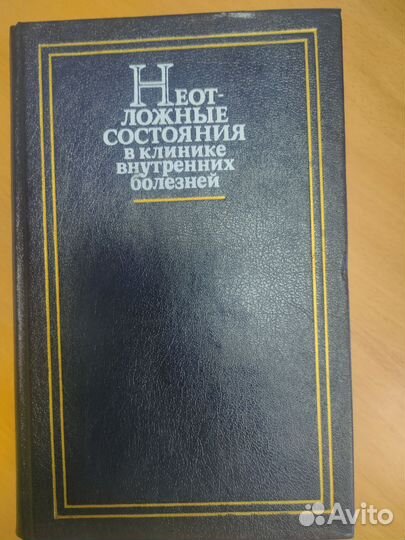 Неот-
ложные
состояния
в клинике
внутренних
болезней
Avito